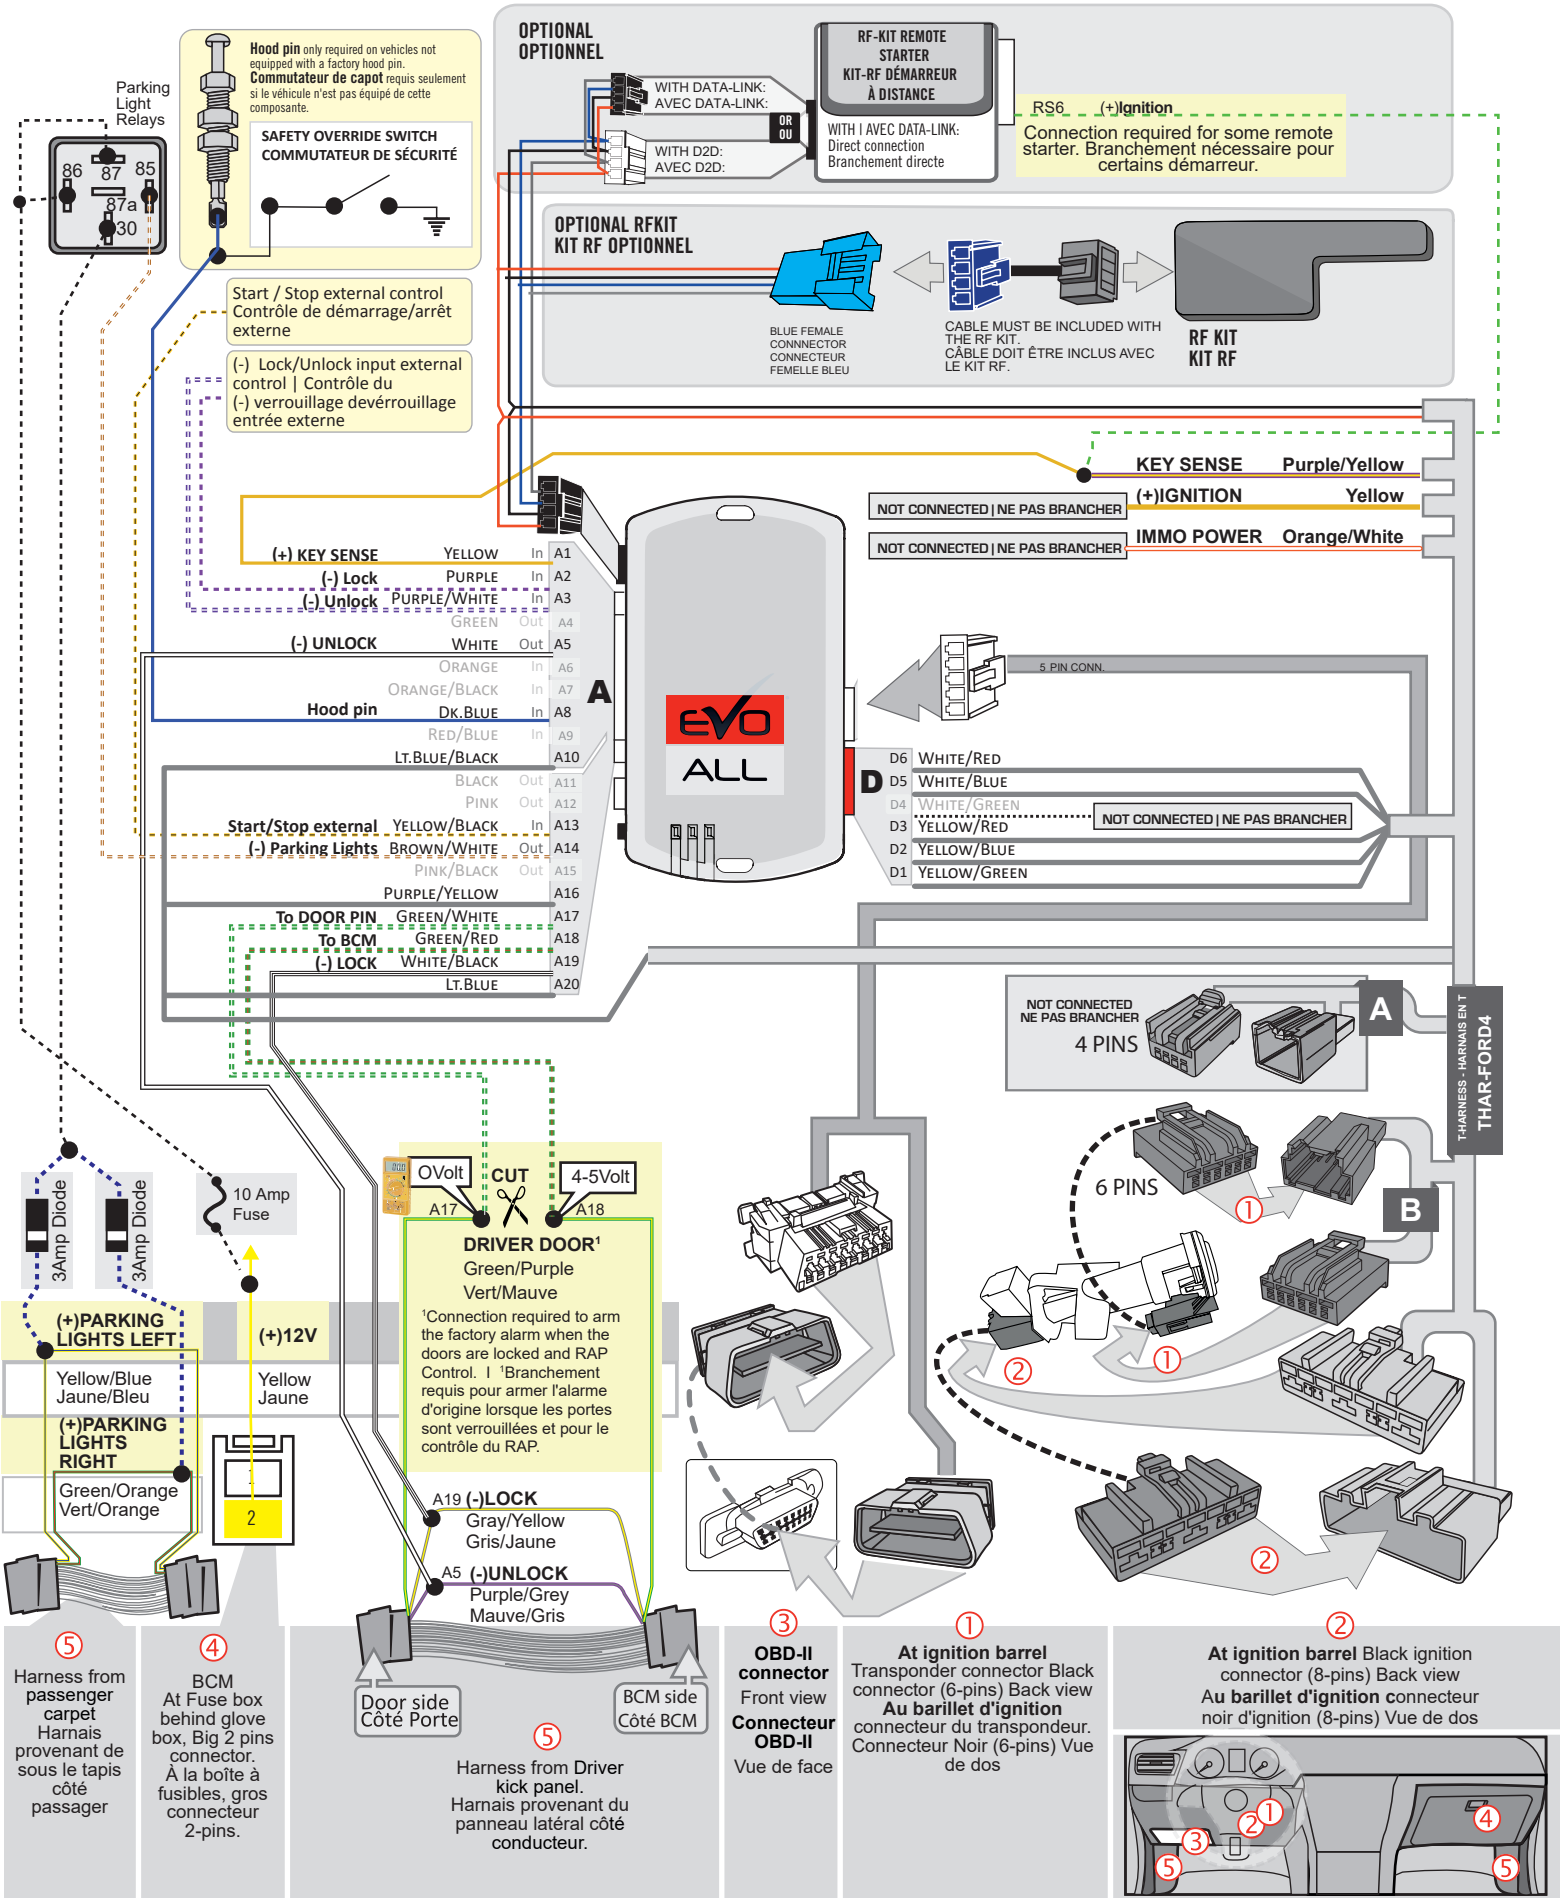 OPTIONAL
OPTIONNEL
RF-KIT REMOTE
STARTER
KIT-RF DÉMARREUR
À DISTANCE
WITH DATA-LINK:
AVEC DATA-LINK:
OR
OU
WITH D2D:
AVEC D2D:
WITH I AVEC DATA-LINK:
Direct connection
Branchement directe
RS6 (+)Ignition
Connection required for some remote
starter. Branchement nécessaire pour
certains démarreur.
Hood pin only required on vehicles not
equipped with a factory hood pin.
Commutateur de capot requis seulement
si le véhicule n'est pas équipé de cette
composante.
SAFETY OVERRIDE SWITCH
COMMUTATEUR DE SÉCURITÉ
Parking
Light
Relays
86
87
85
87a
30
OPTIONAL RFKIT
KIT RF OPTIONNEL
BLUE FEMALE
CONNNECTOR
CONNECTEUR
FEMELLE BLEU
CABLE MUST BE INCLUDED WITH
THE RF KIT.
CÂBLE DOIT ÊTRE INCLUS AVEC
LE KIT RF.
RF KIT
KIT RF
Start / Stop external control
Contrôle de démarrage/arrêt
externe
(-) Lock/Unlock input external
control | Contrôle du
(-) verrouillage devérrouillage
entrée externe
KEY SENSE Purple/Yellow
NOT CONNECTED | NE PAS BRANCHER (+)IGNITION Yellow
NOT CONNECTED | NE PAS BRANCHER IMMO POWER Orange/White
(+) KEY SENSE YELLOW In A1
(-) Lock PURPLE In A2
(-) Unlock PURPLE/WHITE In A3
GREEN Out A4
(-) UNLOCK WHITE Out A5
ORANGE In A6
ORANGE/BLACK In A7
Hood pin DK.BLUE In A8
RED/BLUE In A9
LT.BLUE/BLACK A10
BLACK Out A11
PINK Out A12
Start/Stop external YELLOW/BLACK In A13
(-) Parking Lights BROWN/WHITE Out A14
PINK/BLACK Out A15
PURPLE/YELLOW A16
To DOOR PIN GREEN/WHITE A17
To BCM GREEN/RED A18
(-) LOCK WHITE/BLACK A19
LT.BLUE A20
A
EVO
ALL
5 PIN CONN.
D
D6 WHITE/RED
D5 WHITE/BLUE
D4 WHITE/GREEN
NOT CONNECTED | NE PAS BRANCHER
D3 YELLOW/RED
D2 YELLOW/BLUE
D1 YELLOW/GREEN
NOT CONNECTED
NE PAS BRANCHER
4 PINS
A
T-HARNESS - HARNAIS EN T
THAR-FORD4
6 PINS
1
B
2
1
2
3Amp Diode
3Amp Diode
10 Amp
Fuse
(+)PARKING
LIGHTS LEFT
(+)12V
Yellow/Blue
Jaune/Bleu
Yellow
Jaune
(+)PARKING
LIGHTS
RIGHT
Green/Orange
Vert/Orange
1
2
0Volt
CUT
4-5Volt
A17
A18
DRIVER DOOR¹
Green/Purple
Vert/Mauve
¹Connection required to arm
the factory alarm when the
doors are locked and RAP
Control. I ¹Branchement
requis pour armer l'alarme
d'origine lorsque les portes
sont verrouillées et pour le
contrôle du RAP.
A19 (-)LOCK
Gray/Yellow
Gris/Jaune
A5 (-)UNLOCK
Purple/Grey
Mauve/Gris
Door side
Côté Porte
BCM side
Côté BCM
5
Harness from
passenger
carpet
Harnais
provenant de
sous le tapis
côté
passager
4
BCM
At Fuse box
behind glove
box, Big 2 pins
connector.
À la boîte à
fusibles, gros
connecteur
2-pins.
5
Harness from Driver
kick panel.
Harnais provenant du
panneau latéral côté
conducteur.
3
OBD-II
connector
Front view
Connecteur
OBD-II
Vue de face
1
At ignition barrel
Transponder connector Black
connector (6-pins) Back view
Au barillet d'ignition
connecteur du transpondeur.
Connecteur Noir (6-pins) Vue
de dos
2
At ignition barrel Black ignition
connector (8-pins) Back view
Au barillet d'ignition connecteur
noir d'ignition (8-pins) Vue de dos
1
2
3
4
5
5